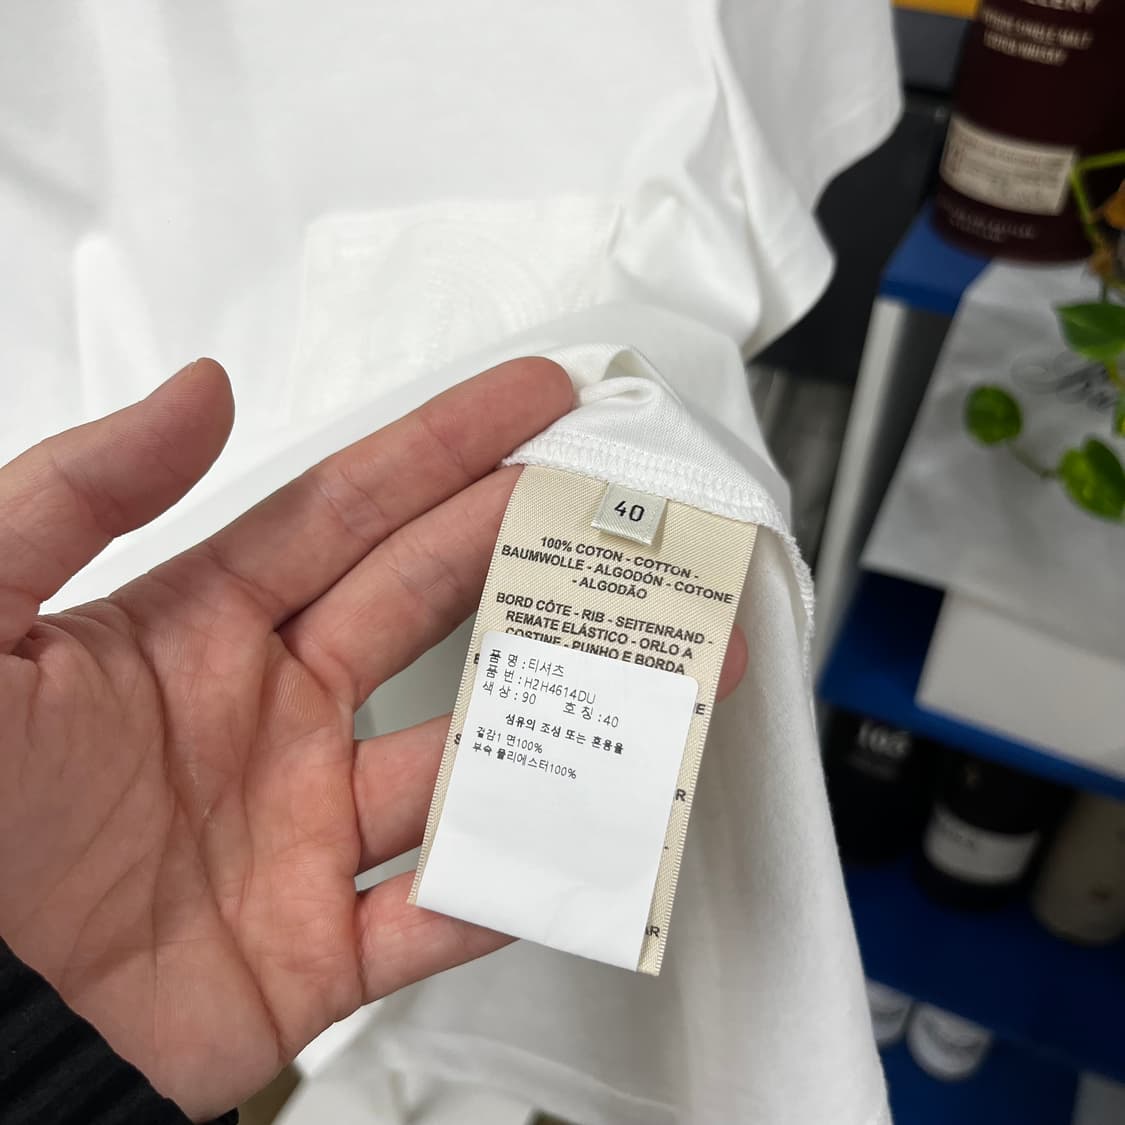 40
100% COTON - COTTON -
BAUMWOLLE - ALGODÓN - COTONE
- ALGODÃO
BORD CÔTE - RIB - SEITENRAND -
REMATE ELÁSTICO - ORLO A
COSTINE - PUNHO E BORDA
품 명 : 티셔츠
품 번 : H2H4614DU
색 상 : 90 호 칭 : 40
섬유의 조성 또는 혼용율
겉감1 면100%
부속 폴리에스터100%